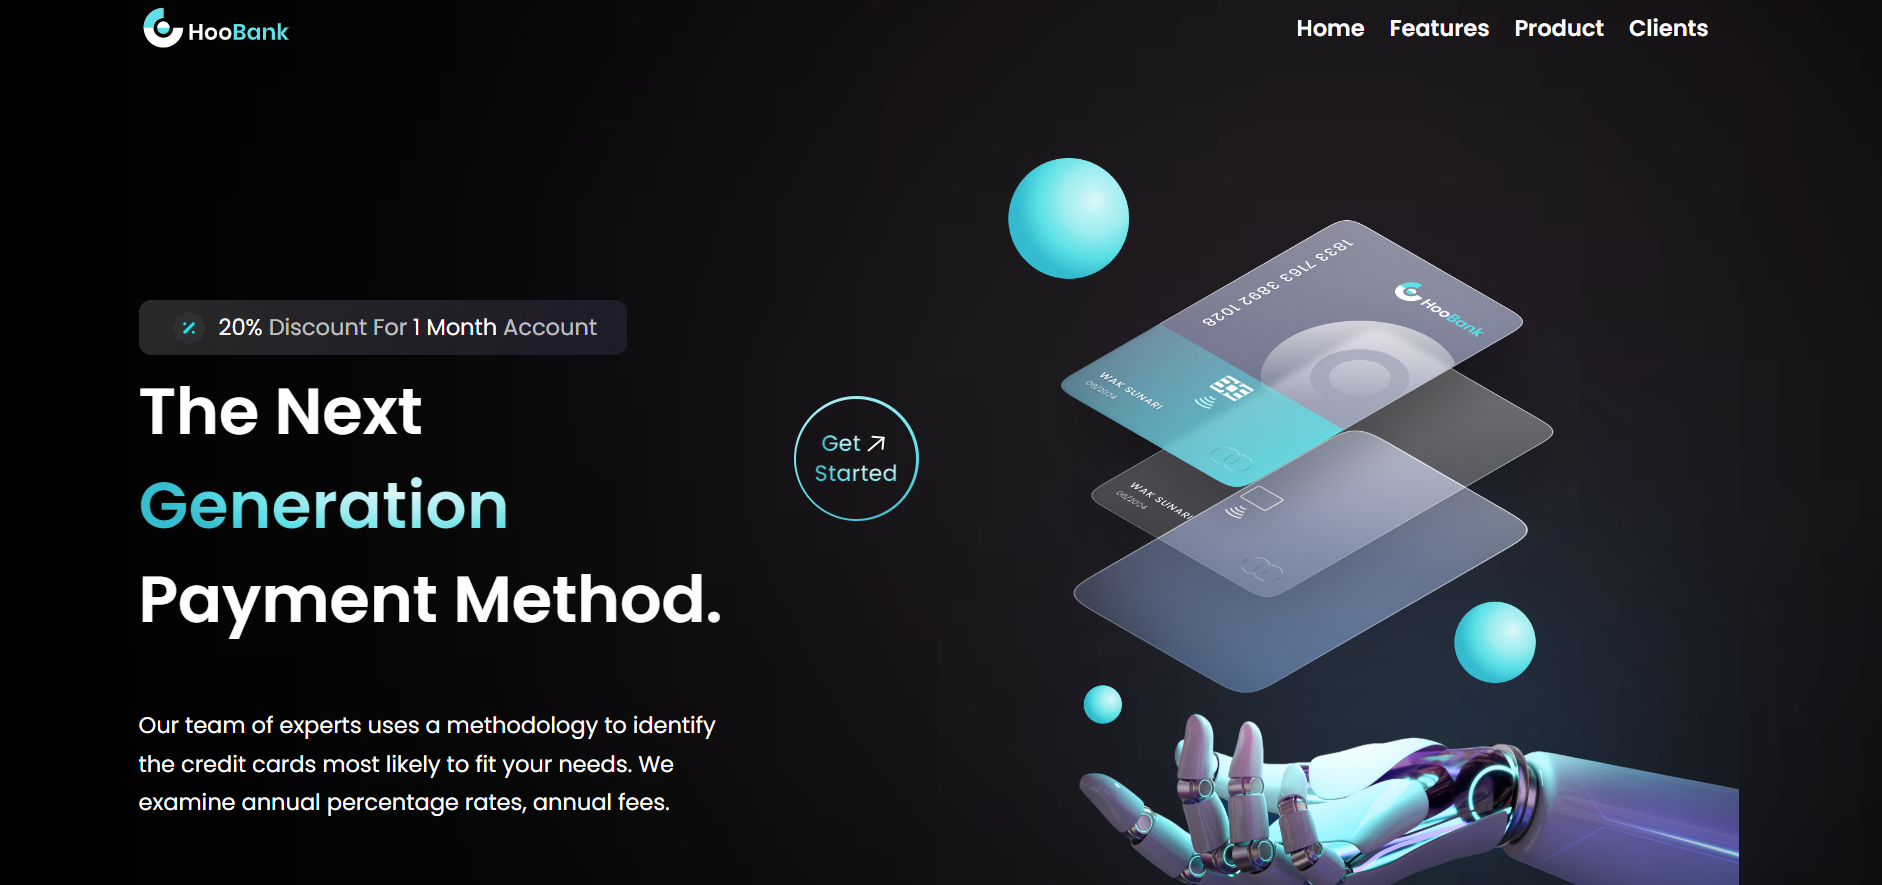 HooBank
Home Features Product Clients
20% Discount For 1 Month Account
The Next
Generation
Payment Method.
Get
Started
Our team of experts uses a methodology to identify
the credit cards most likely to fit your needs. We
examine annual percentage rates, annual fees.
1833 7163 3892 1028
HooBank
WAK SUNARI
06/2024
WAK SUNARI
06/2024